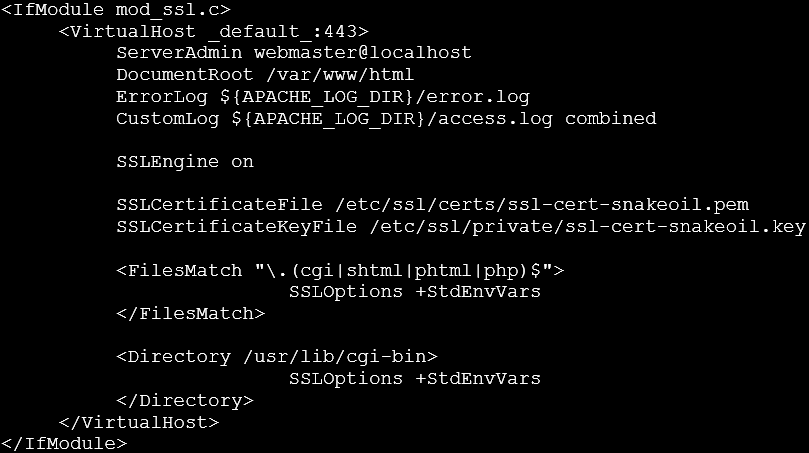 <IfModule mod_ssl.c>
<VirtualHost _default_:443>
ServerAdmin webmaster@localhost
DocumentRoot /var/www/html
ErrorLog ${APACHE_LOG_DIR}/error.log
CustomLog ${APACHE_LOG_DIR}/access.log combined
SSLEngine on
SSLCertificateFile /etc/ssl/certs/ssl-cert-snakeoil.pem
SSLCertificateKeyFile /etc/ssl/private/ssl-cert-snakeoil.key
<FilesMatch "\.(cgi|shtml|phtml|php)$">
SSLOptions +StdEnvVars
</FilesMatch>
<Directory /usr/lib/cgi-bin>
SSLOptions +StdEnvVars
</Directory>
</VirtualHost>
</IfModule>